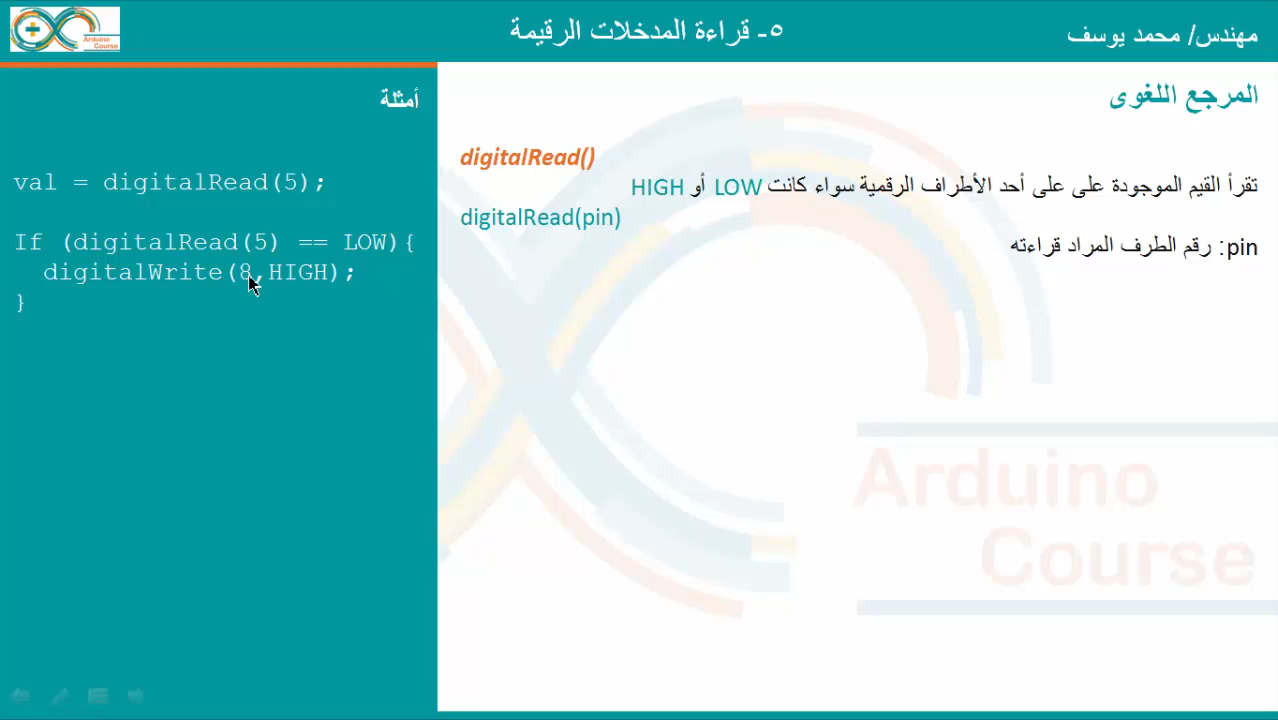 مهندس/ محمد يوسف
٥- قراءة المدخلات الرقيمة
Arduino
Course
المرجع اللغوى
digitalRead()
تقرأ القيم الموجودة على على أحد الأطراف الرقمية سواء كانت LOW أو HIGH
digitalRead(pin)
pin: رقم الطرف المراد قراءته
أمثلة
val = digitalRead(5);
If (digitalRead(5) == LOW){
digitalWrite(8,HIGH);
}
Arduino
Course